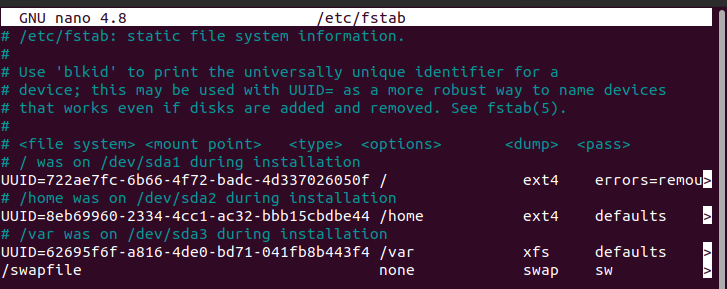 GNU nano 4.8 /etc/fstab
# /etc/fstab: static file system information.
#
# Use 'blkid' to print the universally unique identifier for a
# device; this may be used with UUID= as a more robust way to name devices
# that works even if disks are added and removed. See fstab(5).
#
# <file system> <mount point> <type> <options> <dump> <pass>
# / was on /dev/sda1 during installation
UUID=722ae7fc-6b66-4f72-badc-4d337026050f / ext4 errors=remou>
# /home was on /dev/sda2 during installation
UUID=8eb69960-2334-4cc1-ac32-bbb15cbdbe44 /home ext4 defaults >
# /var was on /dev/sda3 during installation
UUID=62695f6f-a816-4de0-bd71-041fb8b443f4 /var xfs defaults >
/swapfile none swap sw >